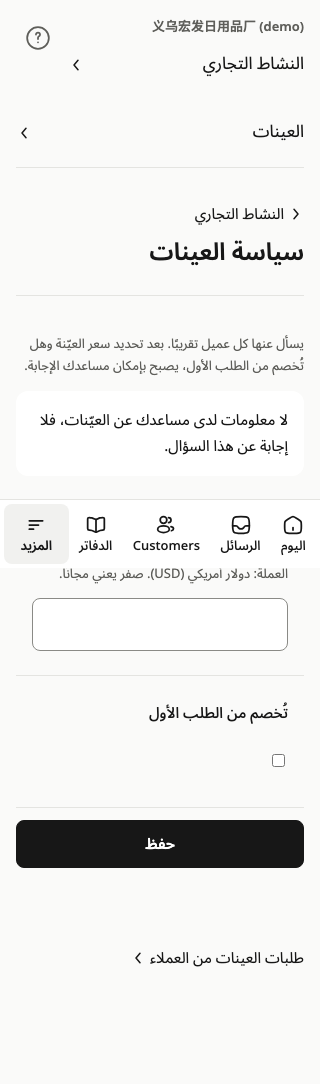 义乌宏发日用品厂 (demo)
النشاط التجاري
العينات
النشاط التجاري
سياسة العينات
يسأل عنها كل عميل تقريبًا. بعد تحديد سعر العيّنة وهل
تُخصم من الطلب الأول، يصبح بإمكان مساعدك الإجابة.
لا معلومات لدى مساعدك عن العيّنات، فلا
إجابة عن هذا السؤال.
اليوم
الرسائل
Customers
الدفاتر
المزيد
العملة: دولار أمريكي (USD). صفر يعني مجانًا.
تُخصم من الطلب الأول
حفظ
طلبات العينات من العملاء